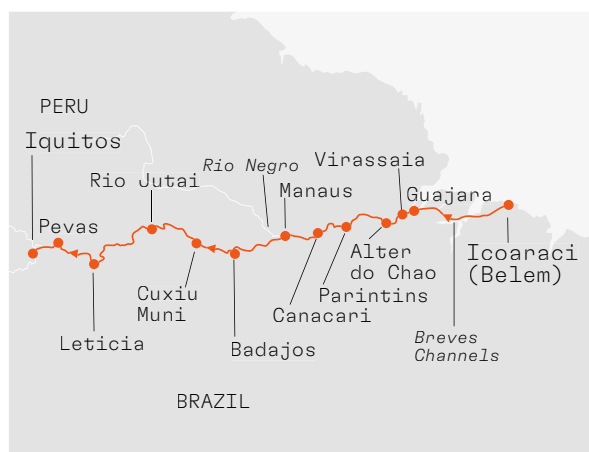 PERU
Iquitos
Rio Negro
Virassaia
Rio Jutai
Manaus
Guajara
Pevas
Alter
do Chao
Icoaraci
(Belem)
Cuxiu
Muni
Parintins
Canacari
Leticia
Badajos
Breves
Channels
BRAZIL